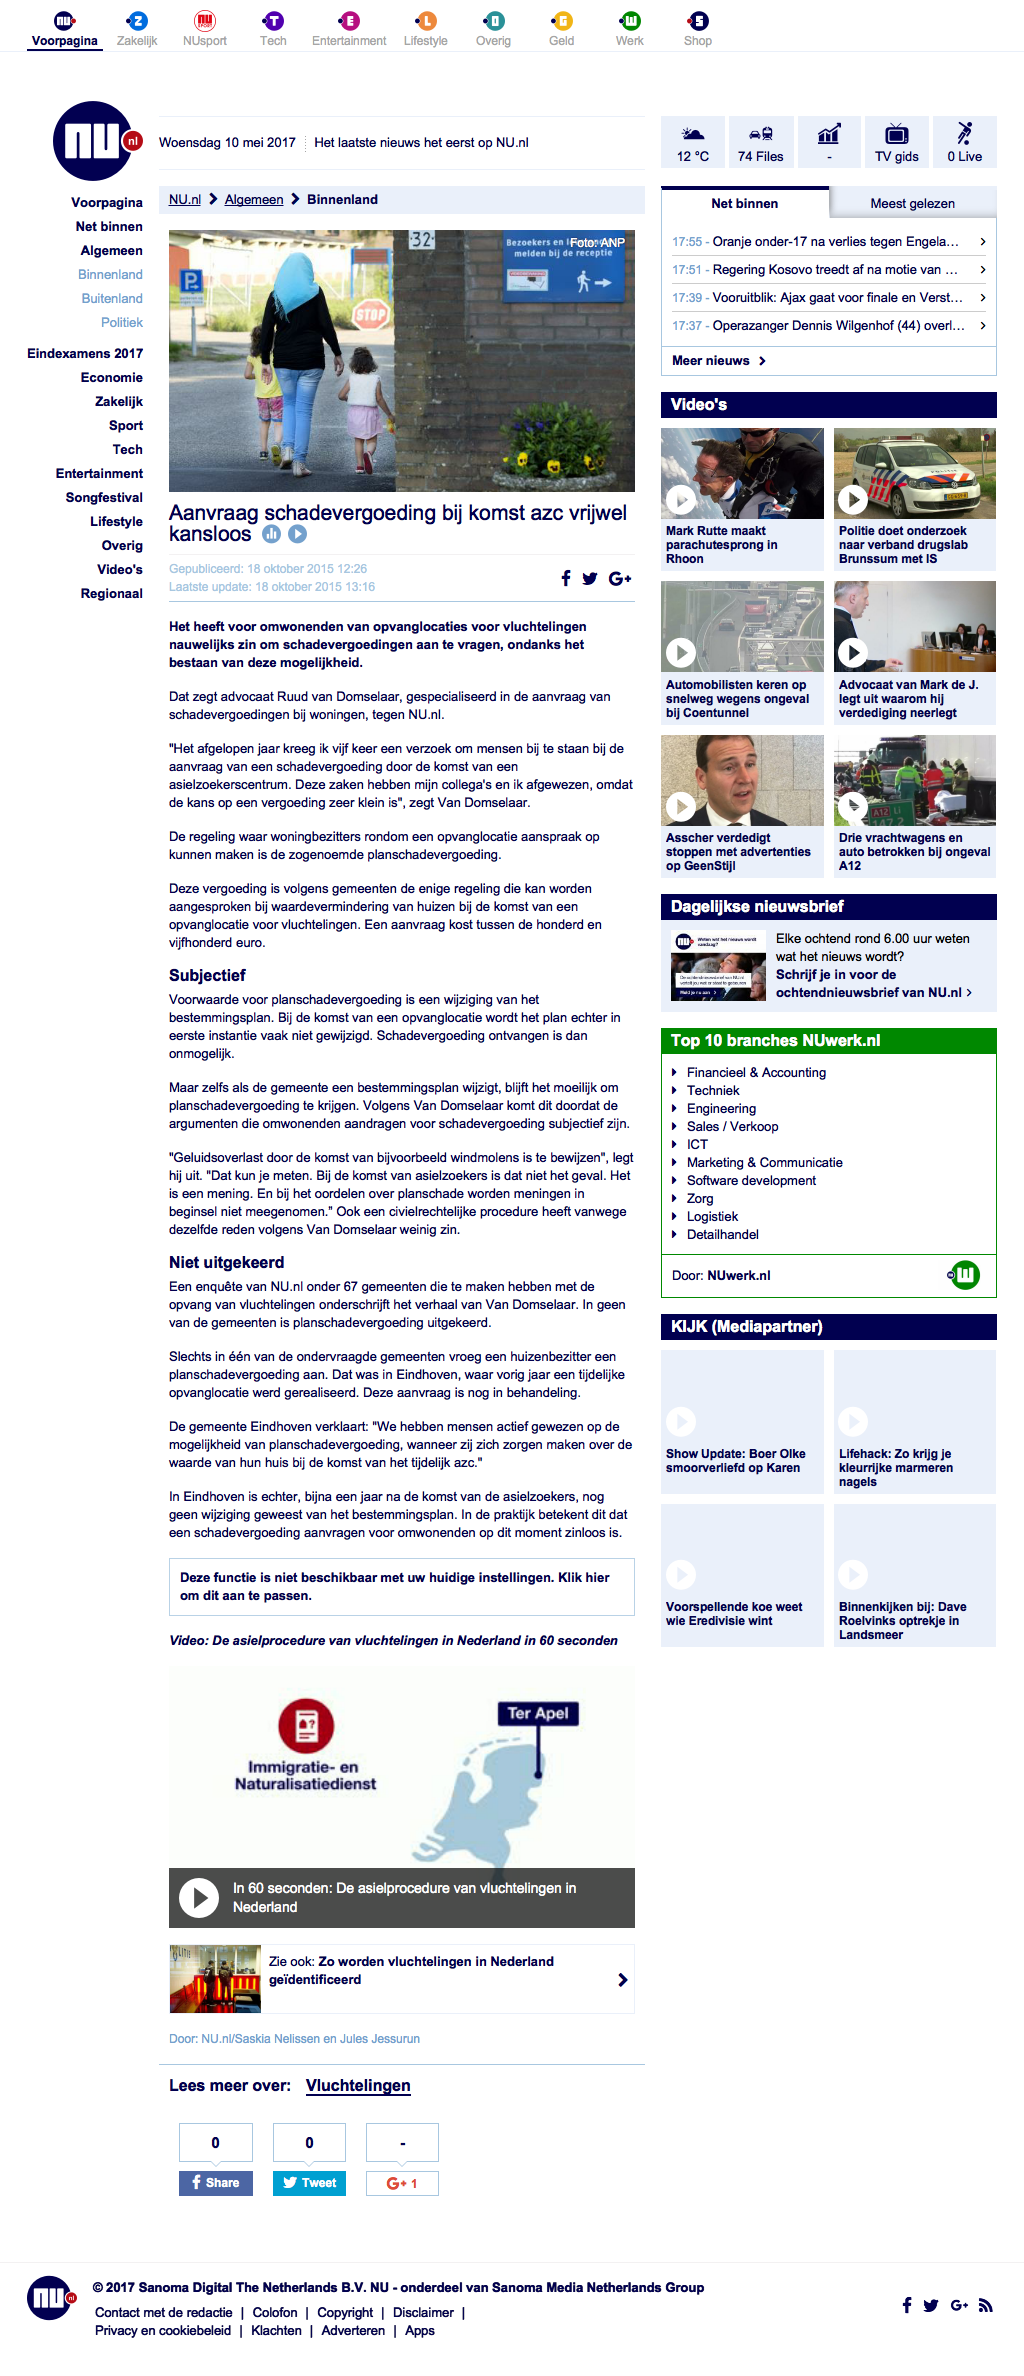 Voorpagina
Zakelijk
NUsport
Tech
Entertainment
Lifestyle
Overig
Geld
Werk
Shop
NU nl
Woensdag 10 mei 2017
Het laatste nieuws het eerst op NU.nl
12 °C
74 Files
-
TV gids
0 Live
Voorpagina
Net binnen
Algemeen
Binnenland
Buitenland
Politiek
Eindexamens 2017
Economie
Zakelijk
Sport
Tech
Entertainment
Songfestival
Lifestyle
Overig
Video's
Regionaal
NU.nl > Algemeen > Binnenland
Foto: ANP
32
STOP
P
Aanvraag schadevergoeding bij komst azc vrijwel
kansloos
Gepubliceerd: 18 oktober 2015 12:26
Laatste update: 18 oktober 2015 13:16
Het heeft voor omwonenden van opvanglocaties voor vluchtelingen
nauwelijks zin om schadevergoedingen aan te vragen, ondanks het
bestaan van deze mogelijkheid.
Dat zegt advocaat Ruud van Domselaar, gespecialiseerd in de aanvraag van
schadevergoedingen bij woningen, tegen NU.nl.
"Het afgelopen jaar kreeg ik vijf keer een verzoek om mensen bij te staan bij de
aanvraag van een schadevergoeding door de komst van een
asielzoekerscentrum. Deze zaken hebben mijn collega's en ik afgewezen, omdat
de kans op een vergoeding zeer klein is", zegt Van Domselaar.
De regeling waar woningbezitters rondom een opvanglocatie aanspraak op
kunnen maken is de zogenoemde planschadevergoeding.
Deze vergoeding is volgens gemeenten de enige regeling die kan worden
aangesproken bij waardevermindering van huizen bij de komst van een
opvanglocatie voor vluchtelingen. Een aanvraag kost tussen de honderd en
vijfhonderd euro.
Subjectief
Voorwaarde voor planschadevergoeding is een wijziging van het
bestemmingsplan. Bij de komst van een opvanglocatie wordt het plan echter in
eerste instantie vaak niet gewijzigd. Schadevergoeding ontvangen is dan
onmogelijk.
Maar zelfs als de gemeente een bestemmingsplan wijzigt, blijft het moeilijk om
planschadevergoeding te krijgen. Volgens Van Domselaar komt dit doordat de
argumenten die omwonenden aandragen voor schadevergoeding subjectief zijn.
"Geluidsoverlast door de komst van bijvoorbeeld windmolens is te bewijzen", legt
hij uit. "Dat kun je meten. Bij de komst van asielzoekers is dat niet het geval. Het
is een mening. En bij het oordelen over planschade worden meningen in
beginsel niet meegenomen.” Ook een civielrechtelijke procedure heeft vanwege
dezelfde reden volgens Van Domselaar weinig zin.
Niet uitgekeerd
Een enquête van NU.nl onder 67 gemeenten die te maken hebben met de
opvang van vluchtelingen onderschrijft het verhaal van Van Domselaar. In geen
van de gemeenten is planschadevergoeding uitgekeerd.
Slechts in één van de ondervraagde gemeenten vroeg een huizenbezitter een
planschadevergoeding aan. Dat was in Eindhoven, waar vorig jaar een tijdelijke
opvanglocatie werd gerealiseerd. Deze aanvraag is nog in behandeling.
De gemeente Eindhoven verklaart: "We hebben mensen actief gewezen op de
mogelijkheid van planschadevergoeding, wanneer zij zich zorgen maken over de
waarde van hun huis bij de komst van het tijdelijk azc."
In Eindhoven is echter, bijna een jaar na de komst van de asielzoekers, nog
geen wijziging geweest van het bestemmingsplan. In de praktijk betekent dit dat
een schadevergoeding aanvragen voor omwonenden op dit moment zinloos is.
Deze functie is niet beschikbaar met uw huidige instellingen. Klik hier
om dit aan te passen.
Video: De asielprocedure van vluchtelingen in Nederland in 60 seconden
Immigratie- en
Naturalisatiedienst
Ter Apel
In 60 seconden: De asielprocedure van vluchtelingen in
Nederland
Zie ook: Zo worden vluchtelingen in Nederland
geïdentificeerd
Door: NU.nl/Saskia Nelissen en Jules Jessurun
Lees meer over: Vluchtelingen
0
0
-
Share
Tweet
G+ 1
Net binnen
Meest gelezen
17:55 - Oranje onder-17 na verlies tegen Engela...
17:51 - Regering Kosovo treedt af na motie van ...
17:39 - Vooruitblik: Ajax gaat voor finale en Verst...
17:37 - Operazanger Dennis Wilgenhof (44) overl...
Meer nieuws
Video's
Mark Rutte maakt
parachutesprong in
Rhoon
Politie doet onderzoek
naar verband drugslab
Brunssum met IS
Automobilisten keren op
snelweg wegens ongeval
bij Coentunnel
Advocaat van Mark de J.
legt uit waarom hij
verdediging neerlegt
Asscher verdedigt
stoppen met advertenties
op GeenStijl
Drie vrachtwagens en
auto betrokken bij ongeval
A12
Dagelijkse nieuwsbrief
Elke ochtend rond 6.00 uur weten
wat het nieuws wordt?
Schrijf je in voor de
ochtendnieuwsbrief van NU.nl
Top 10 branches NUwerk.nl
Financieel & Accounting
Techniek
Engineering
Sales / Verkoop
ICT
Marketing & Communicatie
Software development
Zorg
Logistiek
Detailhandel
Door: NUwerk.nl
KIJK (Mediapartner)
Show Update: Boer Olke
smoorverliefd op Karen
Lifehack: Zo krijg je
kleurrijke marmeren
nagels
Voorspellende koe weet
wie Eredivisie wint
Binnenkijken bij: Dave
Roelvinks optrekje in
Landsmeer
© 2017 Sanoma Digital The Netherlands B.V. NU - onderdeel van Sanoma Media Netherlands Group
Contact met de redactie | Colofon | Copyright | Disclaimer |
Privacy en cookiebeleid | Klachten | Adverteren | Apps